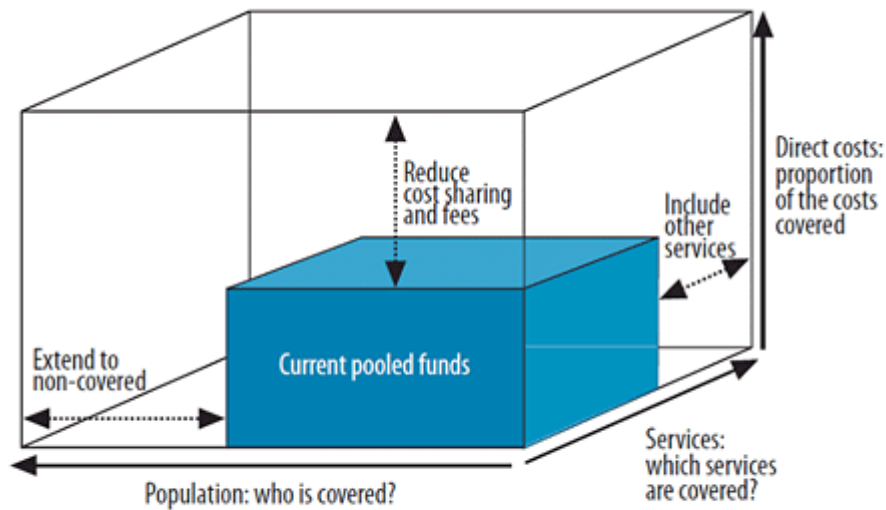 Reduce
cost sharing
and fees
Direct costs:
proportion
of the costs
covered
Include
other
services
Extend to
non-covered
Current pooled funds
Services:
which services
are covered?
Population: who is covered?